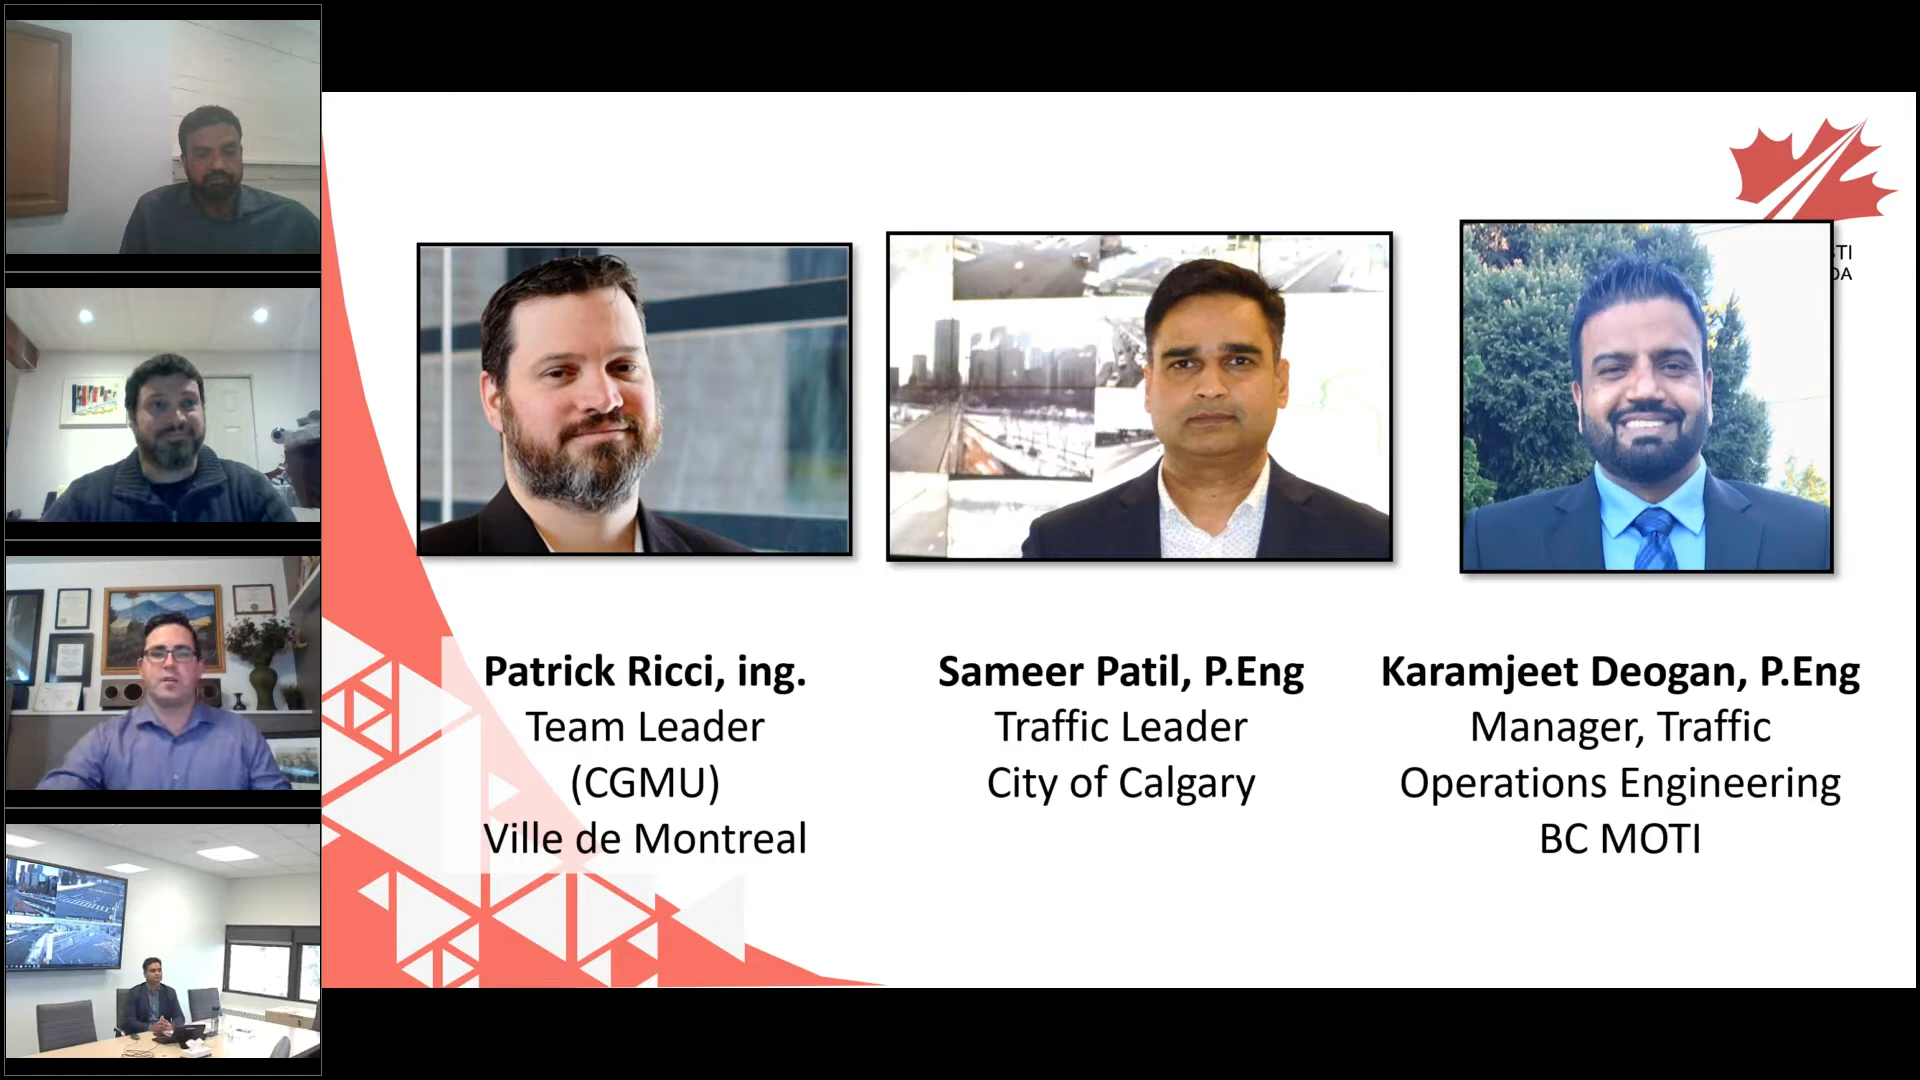 Patrick Ricci, ing.
Team Leader
(CGMU)
Ville de Montreal
Sameer Patil, P.Eng
Traffic Leader
City of Calgary
Karamjeet Deogan, P.Eng
Manager, Traffic
Operations Engineering
BC MOTI